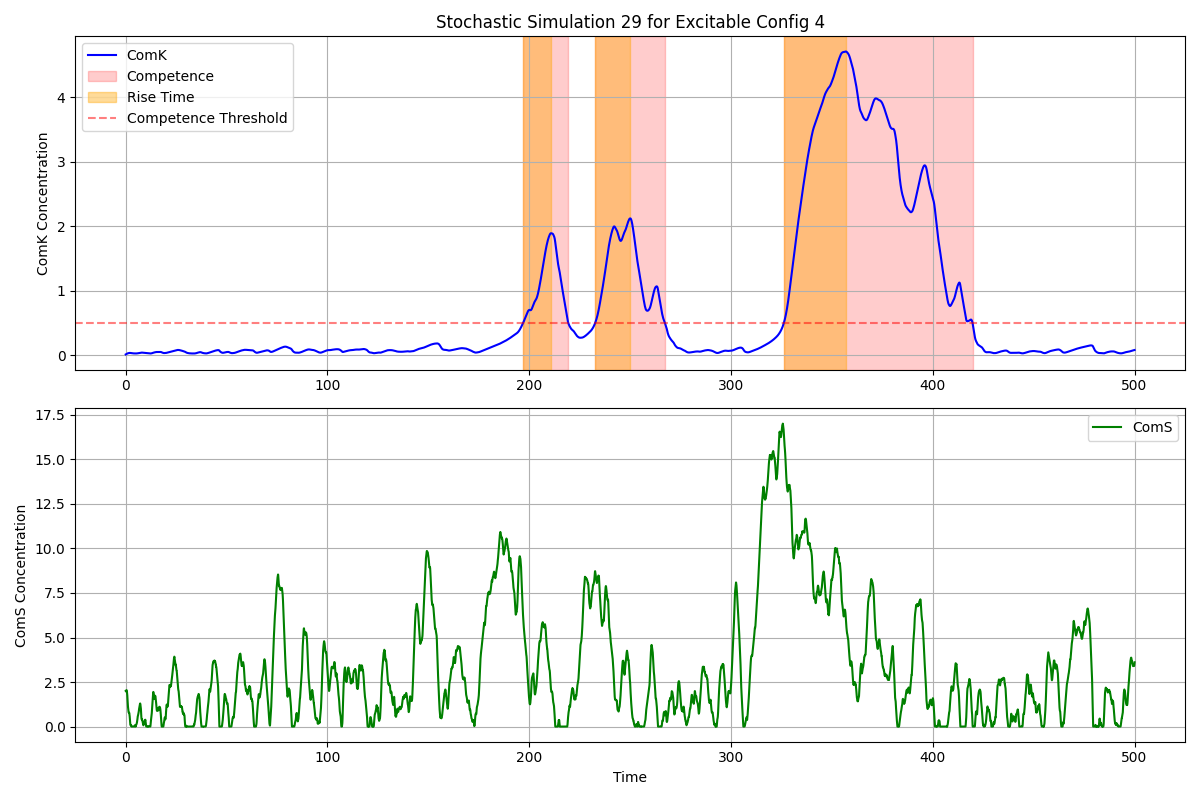 Stochastic Simulation 29 for Excitable Config 4
ComK
Competence
Rise Time
Competence Threshold
ComK Concentration
4
3
2
1
0
0 100 200 300 400 500
ComS
ComS Concentration
17.5
15.0
12.5
10.0
7.5
5.0
2.5
0.0
0 100 200 300 400 500
Time